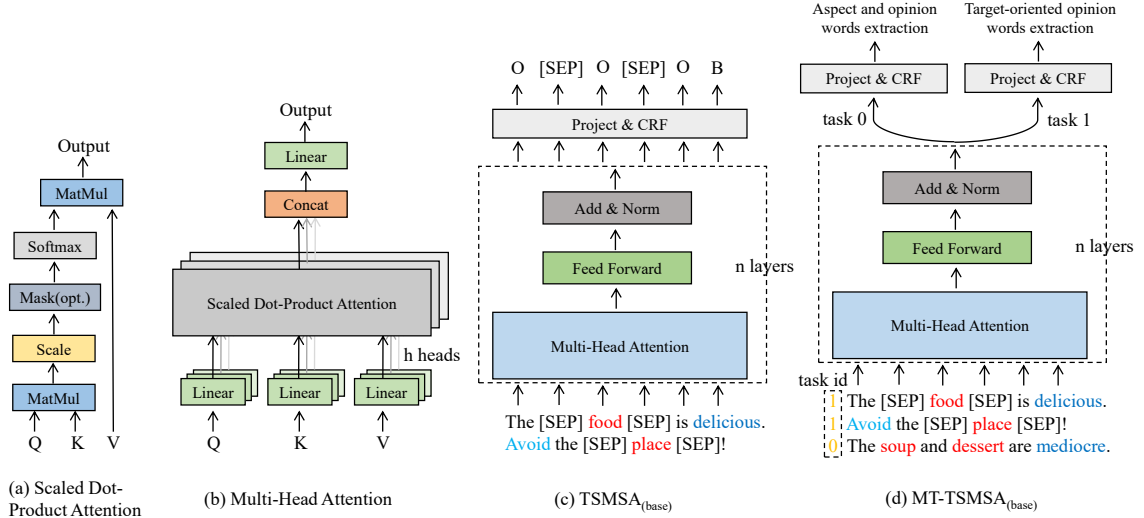 Output
MatMul
Softmax
Mask(opt.)
Scale
MatMul
Q K V
(a) Scaled Dot-
Product Attention
Output
Linear
Concat
Scaled Dot-Product Attention
h heads
Linear Linear Linear
Q K V
(b) Multi-Head Attention
O [SEP] O [SEP] O B
Project & CRF
Add & Norm
Feed Forward
n layers
Multi-Head Attention
The [SEP] food [SEP] is delicious.
Avoid the [SEP] place [SEP]!
(c) TSMSA(base)
Aspect and opinion
words extraction
Target-oriented opinion
words extraction
Project & CRF Project & CRF
task 0 task 1
Add & Norm
Feed Forward
n layers
Multi-Head Attention
task id
1 The [SEP] food [SEP] is delicious.
1 Avoid the [SEP] place [SEP]!
0 The soup and dessert are mediocre.
(d) MT-TSMSA(base)